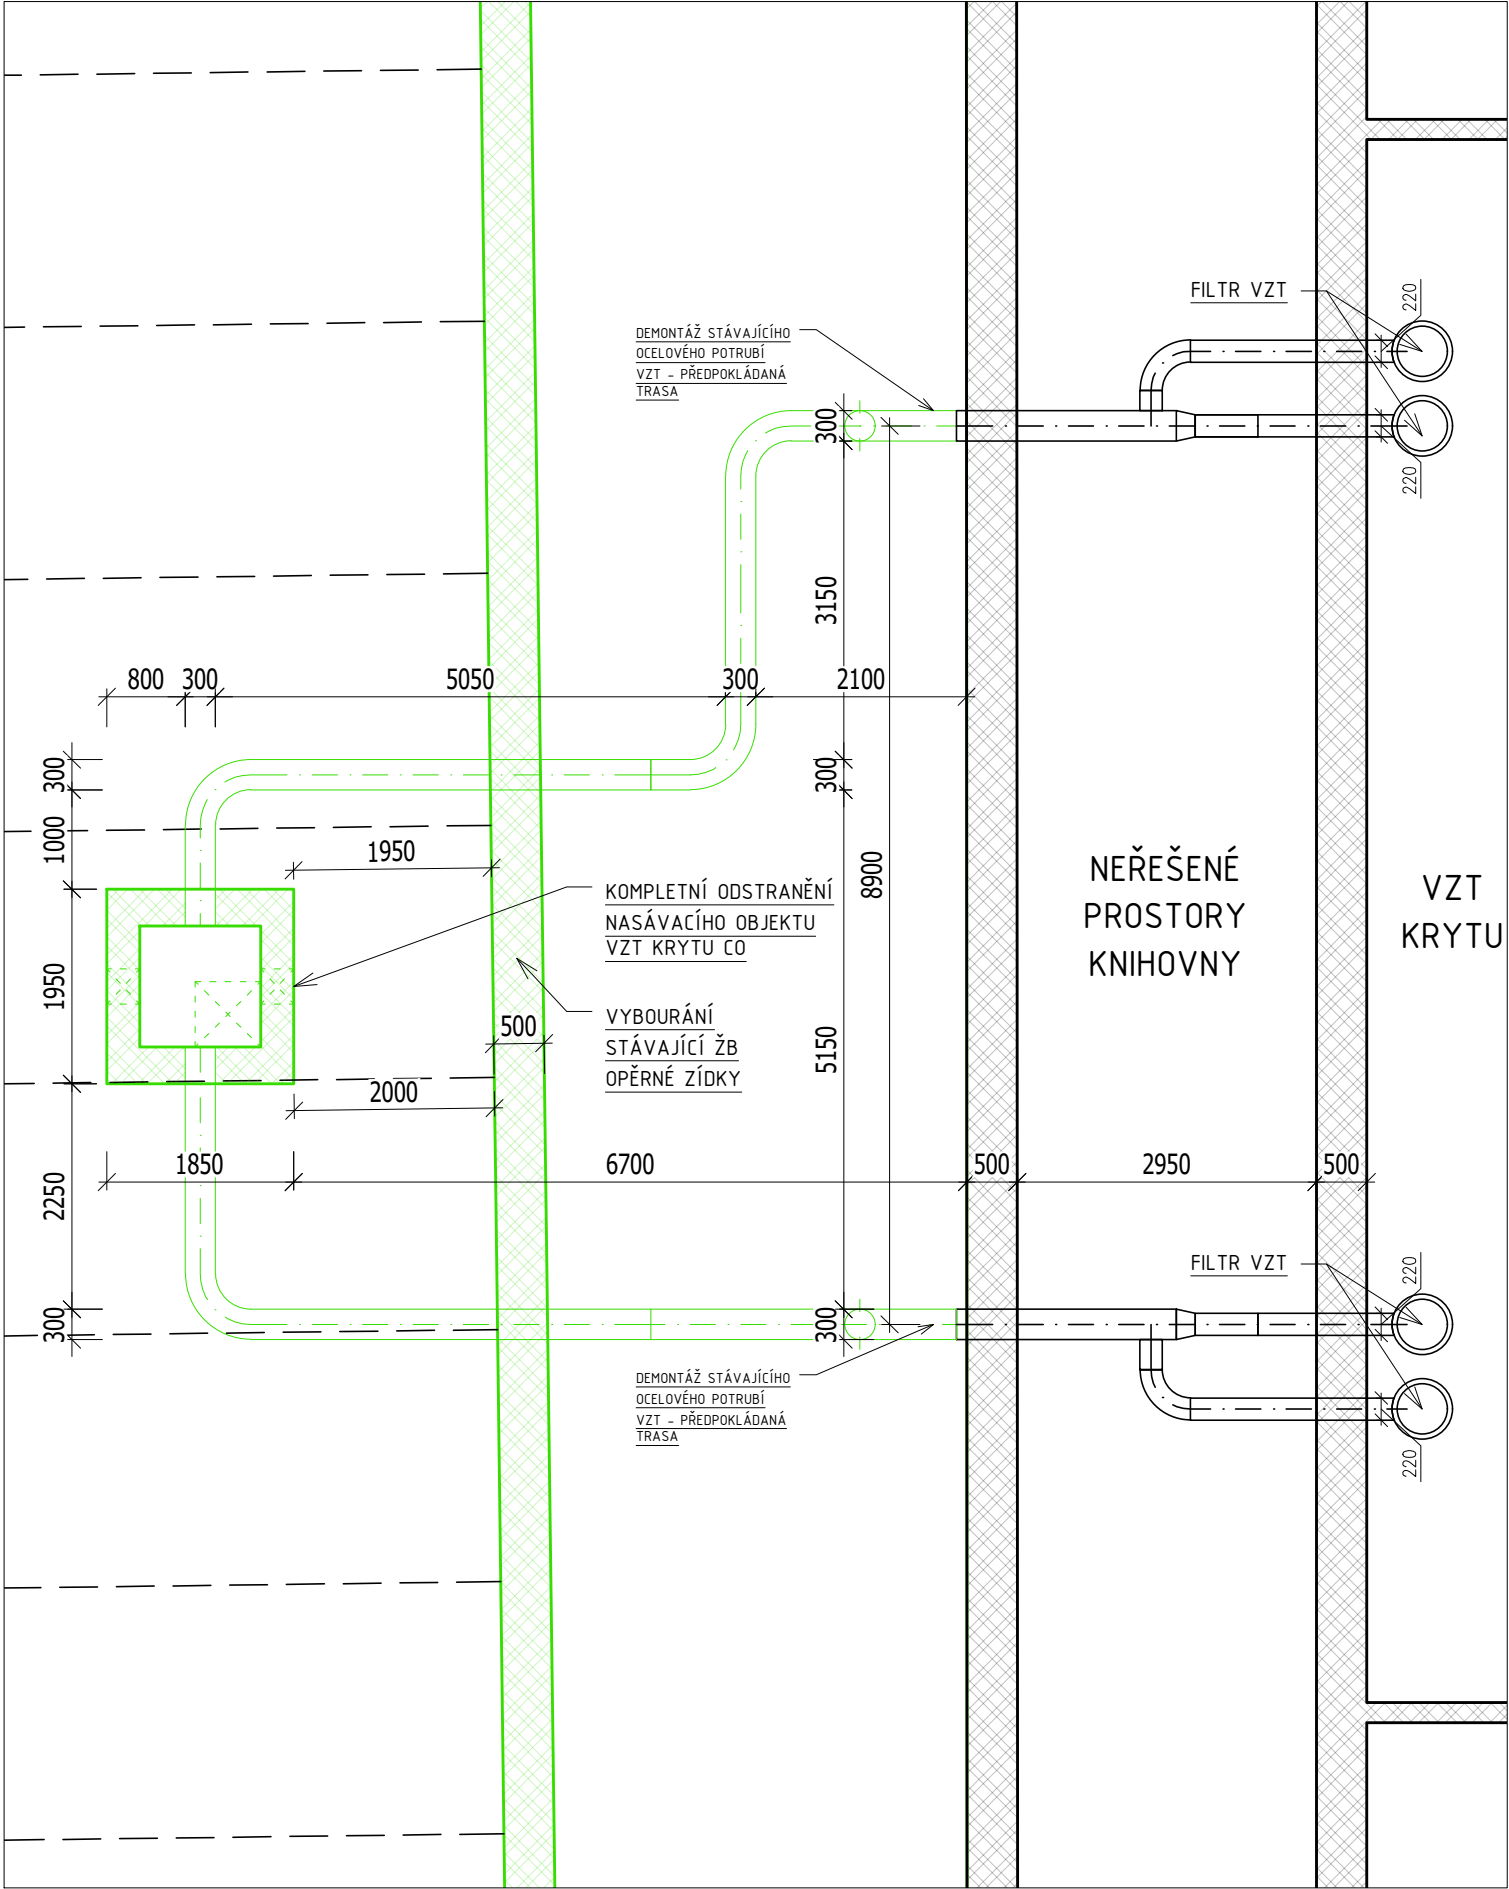 FILTR VZT
220
220
DEMONTÁŽ STÁVAJÍCÍHO
OCELOVÉHO POTRUBÍ
VZT - PŘEDPOKLÁDANÁ
TRASA
300
3150
800
300
5050
300
2100
300
1000
300
1950
8900
NEŘEŠENÉ
PROSTORY
KNIHOVNY
VZT
KRYTU
KOMPLETNÍ ODSTRANĚNÍ
NASÁVACÍHO OBJEKTU
VZT KRYTU CO
1950
VYBOURÁNÍ
STÁVAJÍCÍ ŽB
OPĚRNÉ ZÍDKY
500
5150
2000
1850
6700
500
2950
500
2250
300
300
FILTR VZT
220
220
DEMONTÁŽ STÁVAJÍCÍHO
OCELOVÉHO POTRUBÍ
VZT - PŘEDPOKLÁDANÁ
TRASA